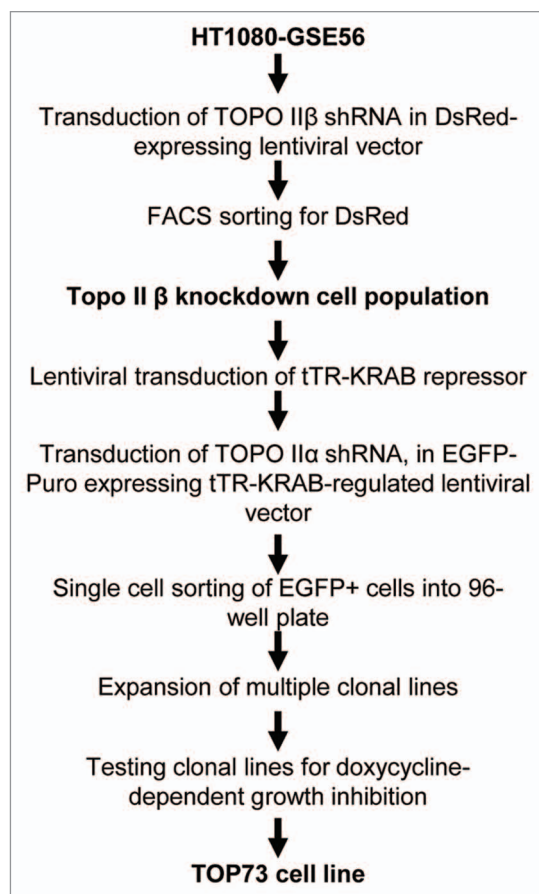 HT1080-GSE56
Transduction of TOPO IIβ shRNA in DsRed-
expressing lentiviral vector
FACS sorting for DsRed
Topo II β knockdown cell population
Lentiviral transduction of tTR-KRAB repressor
Transduction of TOPO IIα shRNA, in EGFP-
Puro expressing tTR-KRAB-regulated lentiviral
vector
Single cell sorting of EGFP+ cells into 96-
well plate
Expansion of multiple clonal lines
Testing clonal lines for doxycycline-
dependent growth inhibition
TOP73 cell line